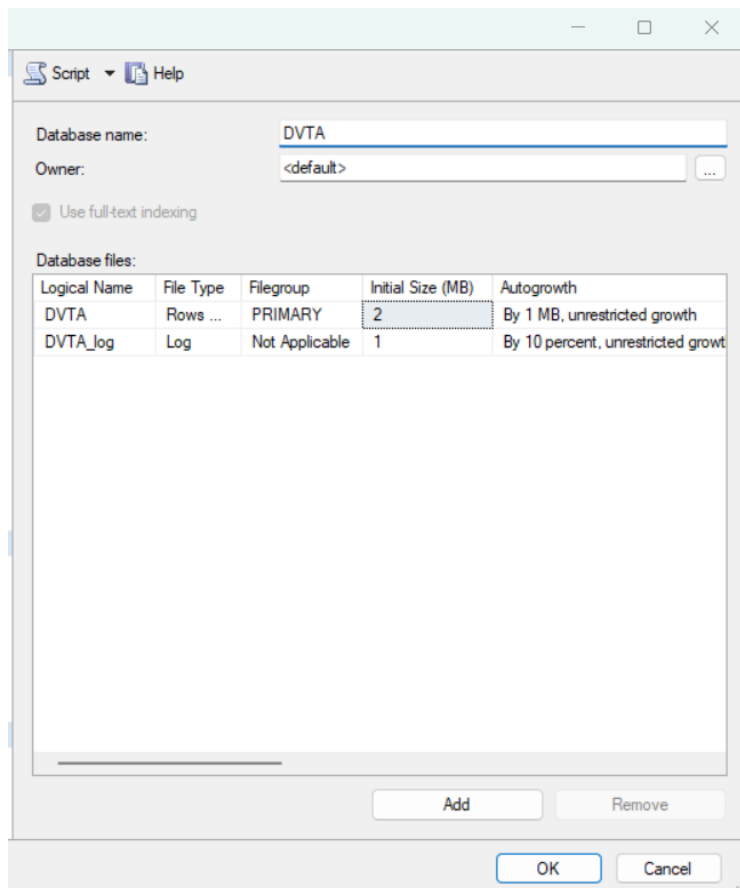 Script Help
Database name: DVTA
Owner: <default> ...
Use full-text indexing
Database files:
Logical Name File Type Filegroup Initial Size (MB) Autogrowth
DVTA Rows ... PRIMARY 2 By 1 MB, unrestricted growth
DVTA_log Log Not Applicable 1 By 10 percent, unrestricted growt
Add Remove
OK Cancel